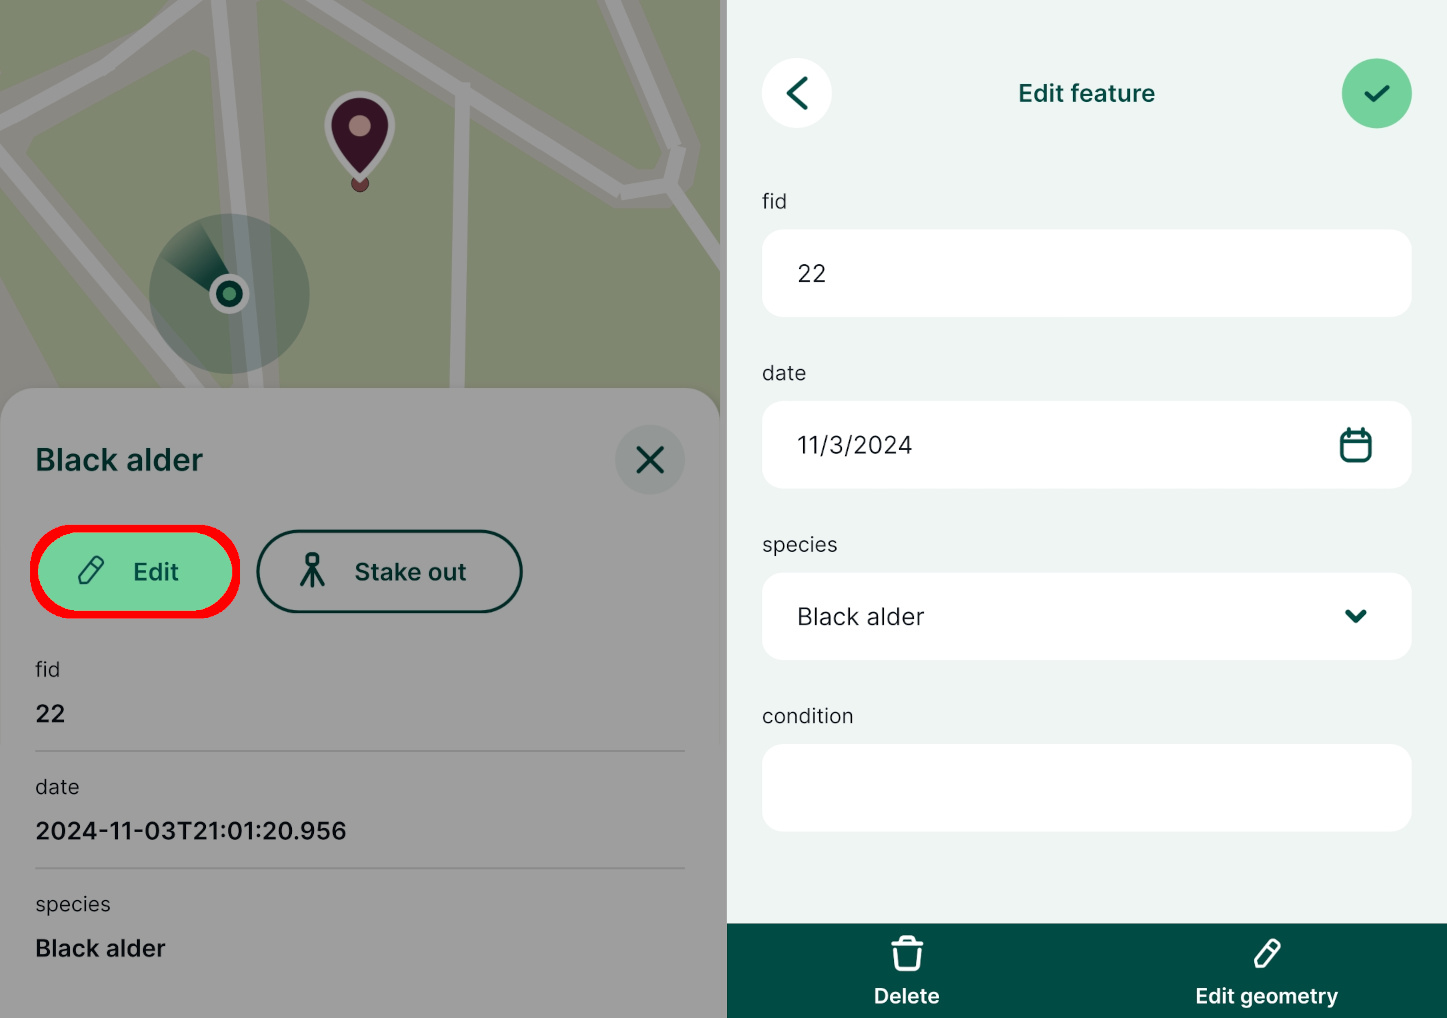 Black alder
Edit
Stake out
fid
22
date
2024-11-03T21:01:20.956
species
Black alder
Edit feature
fid
22
date
11/3/2024
species
Black alder
condition
Delete
Edit geometry